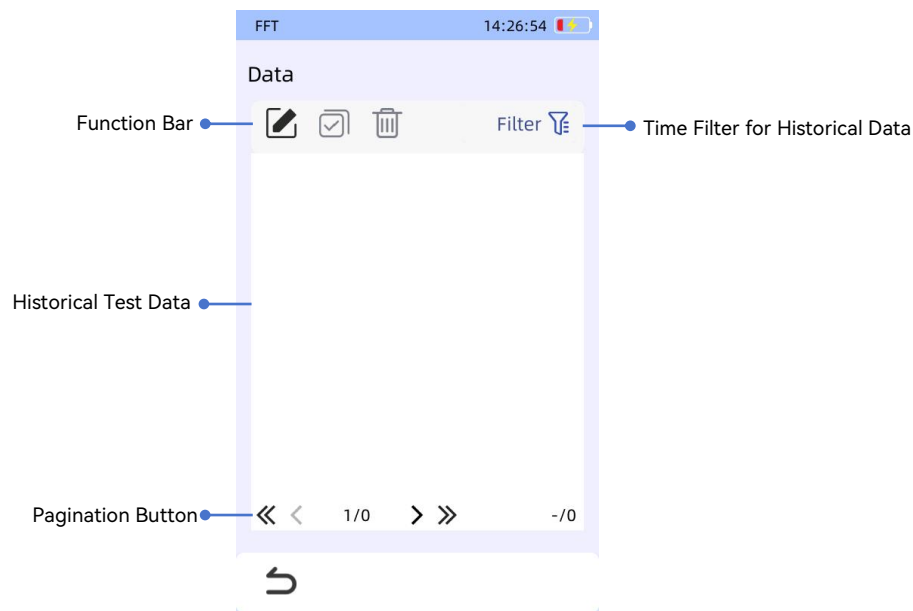 FFT 14:26:54
Data
Function Bar
Filter
Time Filter for Historical Data
Historical Test Data
Pagination Button
1/0
-/0